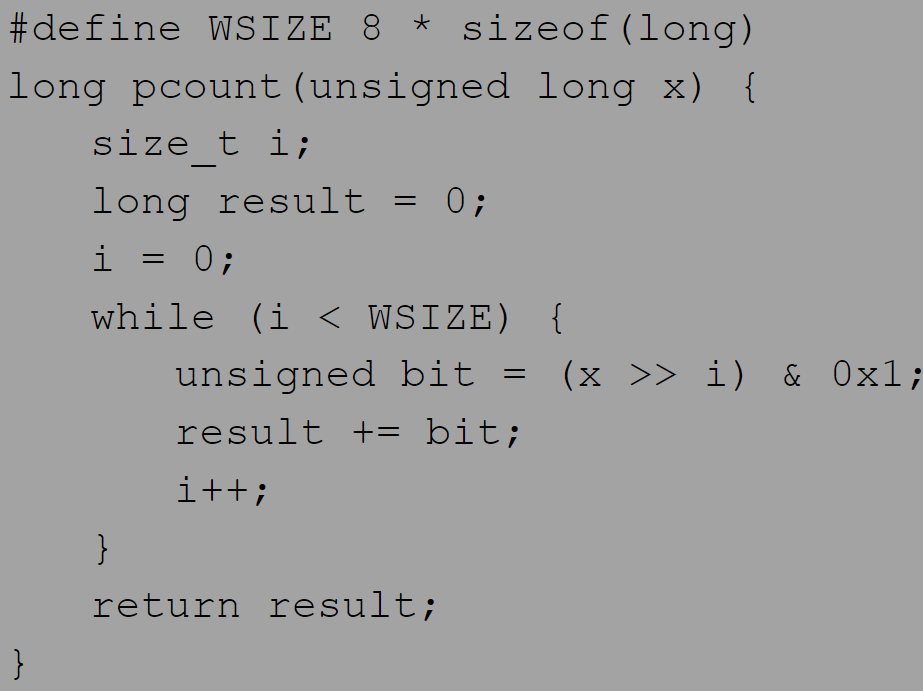 #define WSIZE 8 * sizeof(long)
long pcount(unsigned long x) {
    size_t i;
    long result = 0;
    i = 0;
    while (i < WSIZE) {
        unsigned bit = (x >> i) & 0x1;
        result += bit;
        i++;
    }
    return result;
}